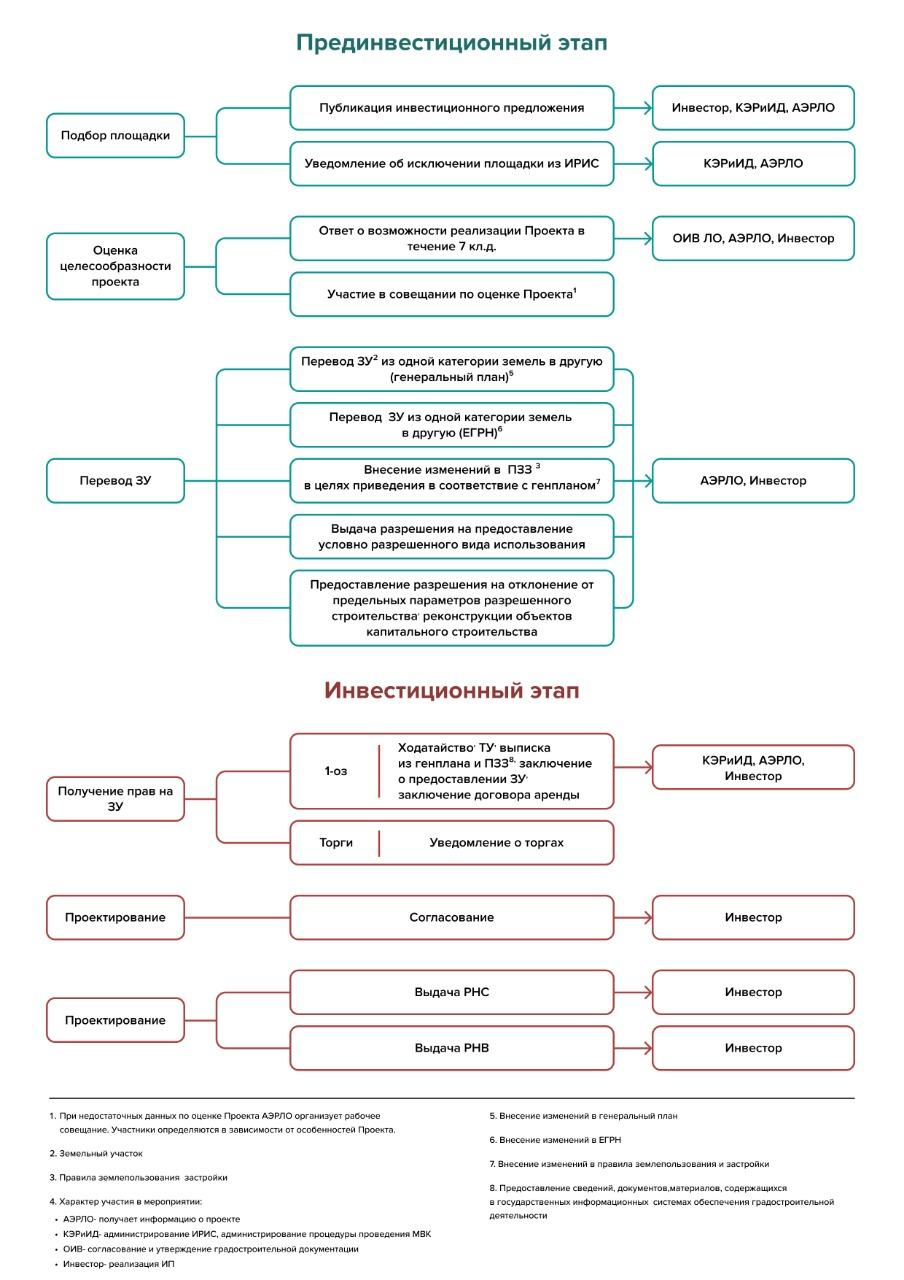 Прединвестиционный этап
Подбор площадки
Публикация инвестиционного предложения
Инвестор, КЭРиИД, АЭРЛО
Уведомление об исключении площадки из ИРИС
КЭРиИД, АЭРЛО
Оценка
целесообразности
проекта
Ответ о возможности реализации Проекта в
течение 7 кл.д.
ОИВ ЛО, АЭРЛО, Инвестор
Участие в совещании по оценке Проекта¹
Перевод ЗУ
Перевод ЗУ² из одной категории земель в другую
(генеральный план)⁵
Перевод ЗУ из одной категории земель
в другую (ЕГРН)⁶
Внесение изменений в ПЗЗ ³
в целях приведения в соответствие с генпланом⁷
Выдача разрешения на предоставление
условно разрешенного вида использования
Предоставление разрешения на отклонение от
предельных параметров разрешенного
строительства, реконструкции объектов
капитального строительства
АЭРЛО, Инвестор
Инвестиционный этап
Получение прав на
ЗУ
1-оз
Ходатайство, ТУ, выписка
из генплана и ПЗЗ⁸, заключение
о предоставлении ЗУ,
заключение договора аренды
КЭРиИД, АЭРЛО,
Инвестор
Торги
Уведомление о торгах
Проектирование
Согласование
Инвестор
Проектирование
Выдача РНС
Инвестор
Выдача РНВ
Инвестор
1. При недостаточных данных по оценке Проекта АЭРЛО организует рабочее
совещание. Участники определяются в зависимости от особенностей Проекта.
2. Земельный участок
3. Правила землепользования застройки
4. Характер участия в мероприятии:
• АЭРЛО- получает информацию о проекте
• КЭРиИД- администрирование ИРИС, администрирование процедуры проведения МВК
• ОИВ- согласование и утверждение градостроительной документации
• Инвестор- реализация ИП
5. Внесение изменений в генеральный план
6. Внесение изменений в ЕГРН
7. Внесение изменений в правила землепользования и застройки
8. Предоставление сведений, документов,материалов, содержащихся
в государственных информационных системах обеспечения градостроительной
деятельности